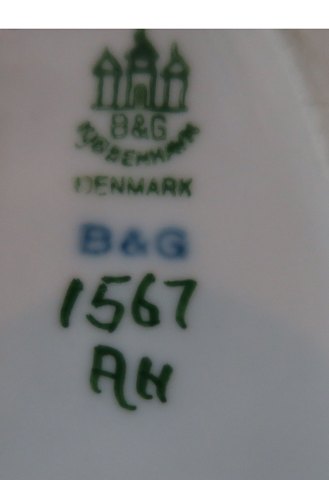 B&G
KJØBENHAVN
DENMARK
B&G
1567
AH